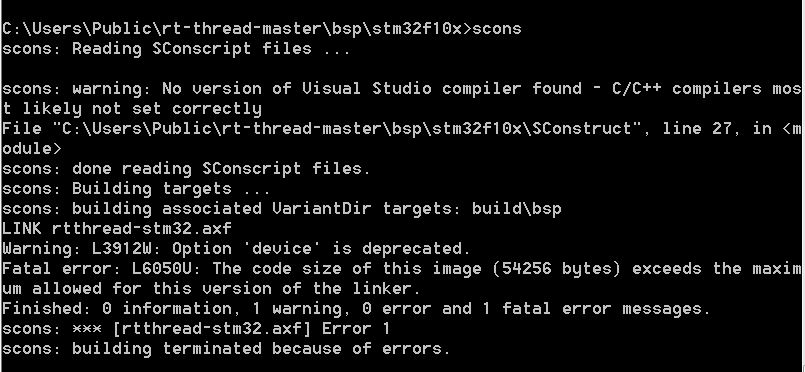 C:\Users\Public\rt-thread-master\bsp\stm32f10x>scons
scons: Reading SConscript files ...
scons: warning: No version of Visual Studio compiler found - C/C++ compilers mos
t likely not set correctly
File "C:\Users\Public\rt-thread-master\bsp\stm32f10x\SConstruct", line 27, in <m
odule>
scons: done reading SConscript files.
scons: Building targets ...
scons: building associated VariantDir targets: build\bsp
LINK rtthread-stm32.axf
Warning: L3912W: Option 'device' is deprecated.
Fatal error: L6050U: The code size of this image (54256 bytes) exceeds the maxim
um allowed for this version of the linker.
Finished: 0 information, 1 warning, 0 error and 1 fatal error messages.
scons: *** [rtthread-stm32.axf] Error 1
scons: building terminated because of errors.